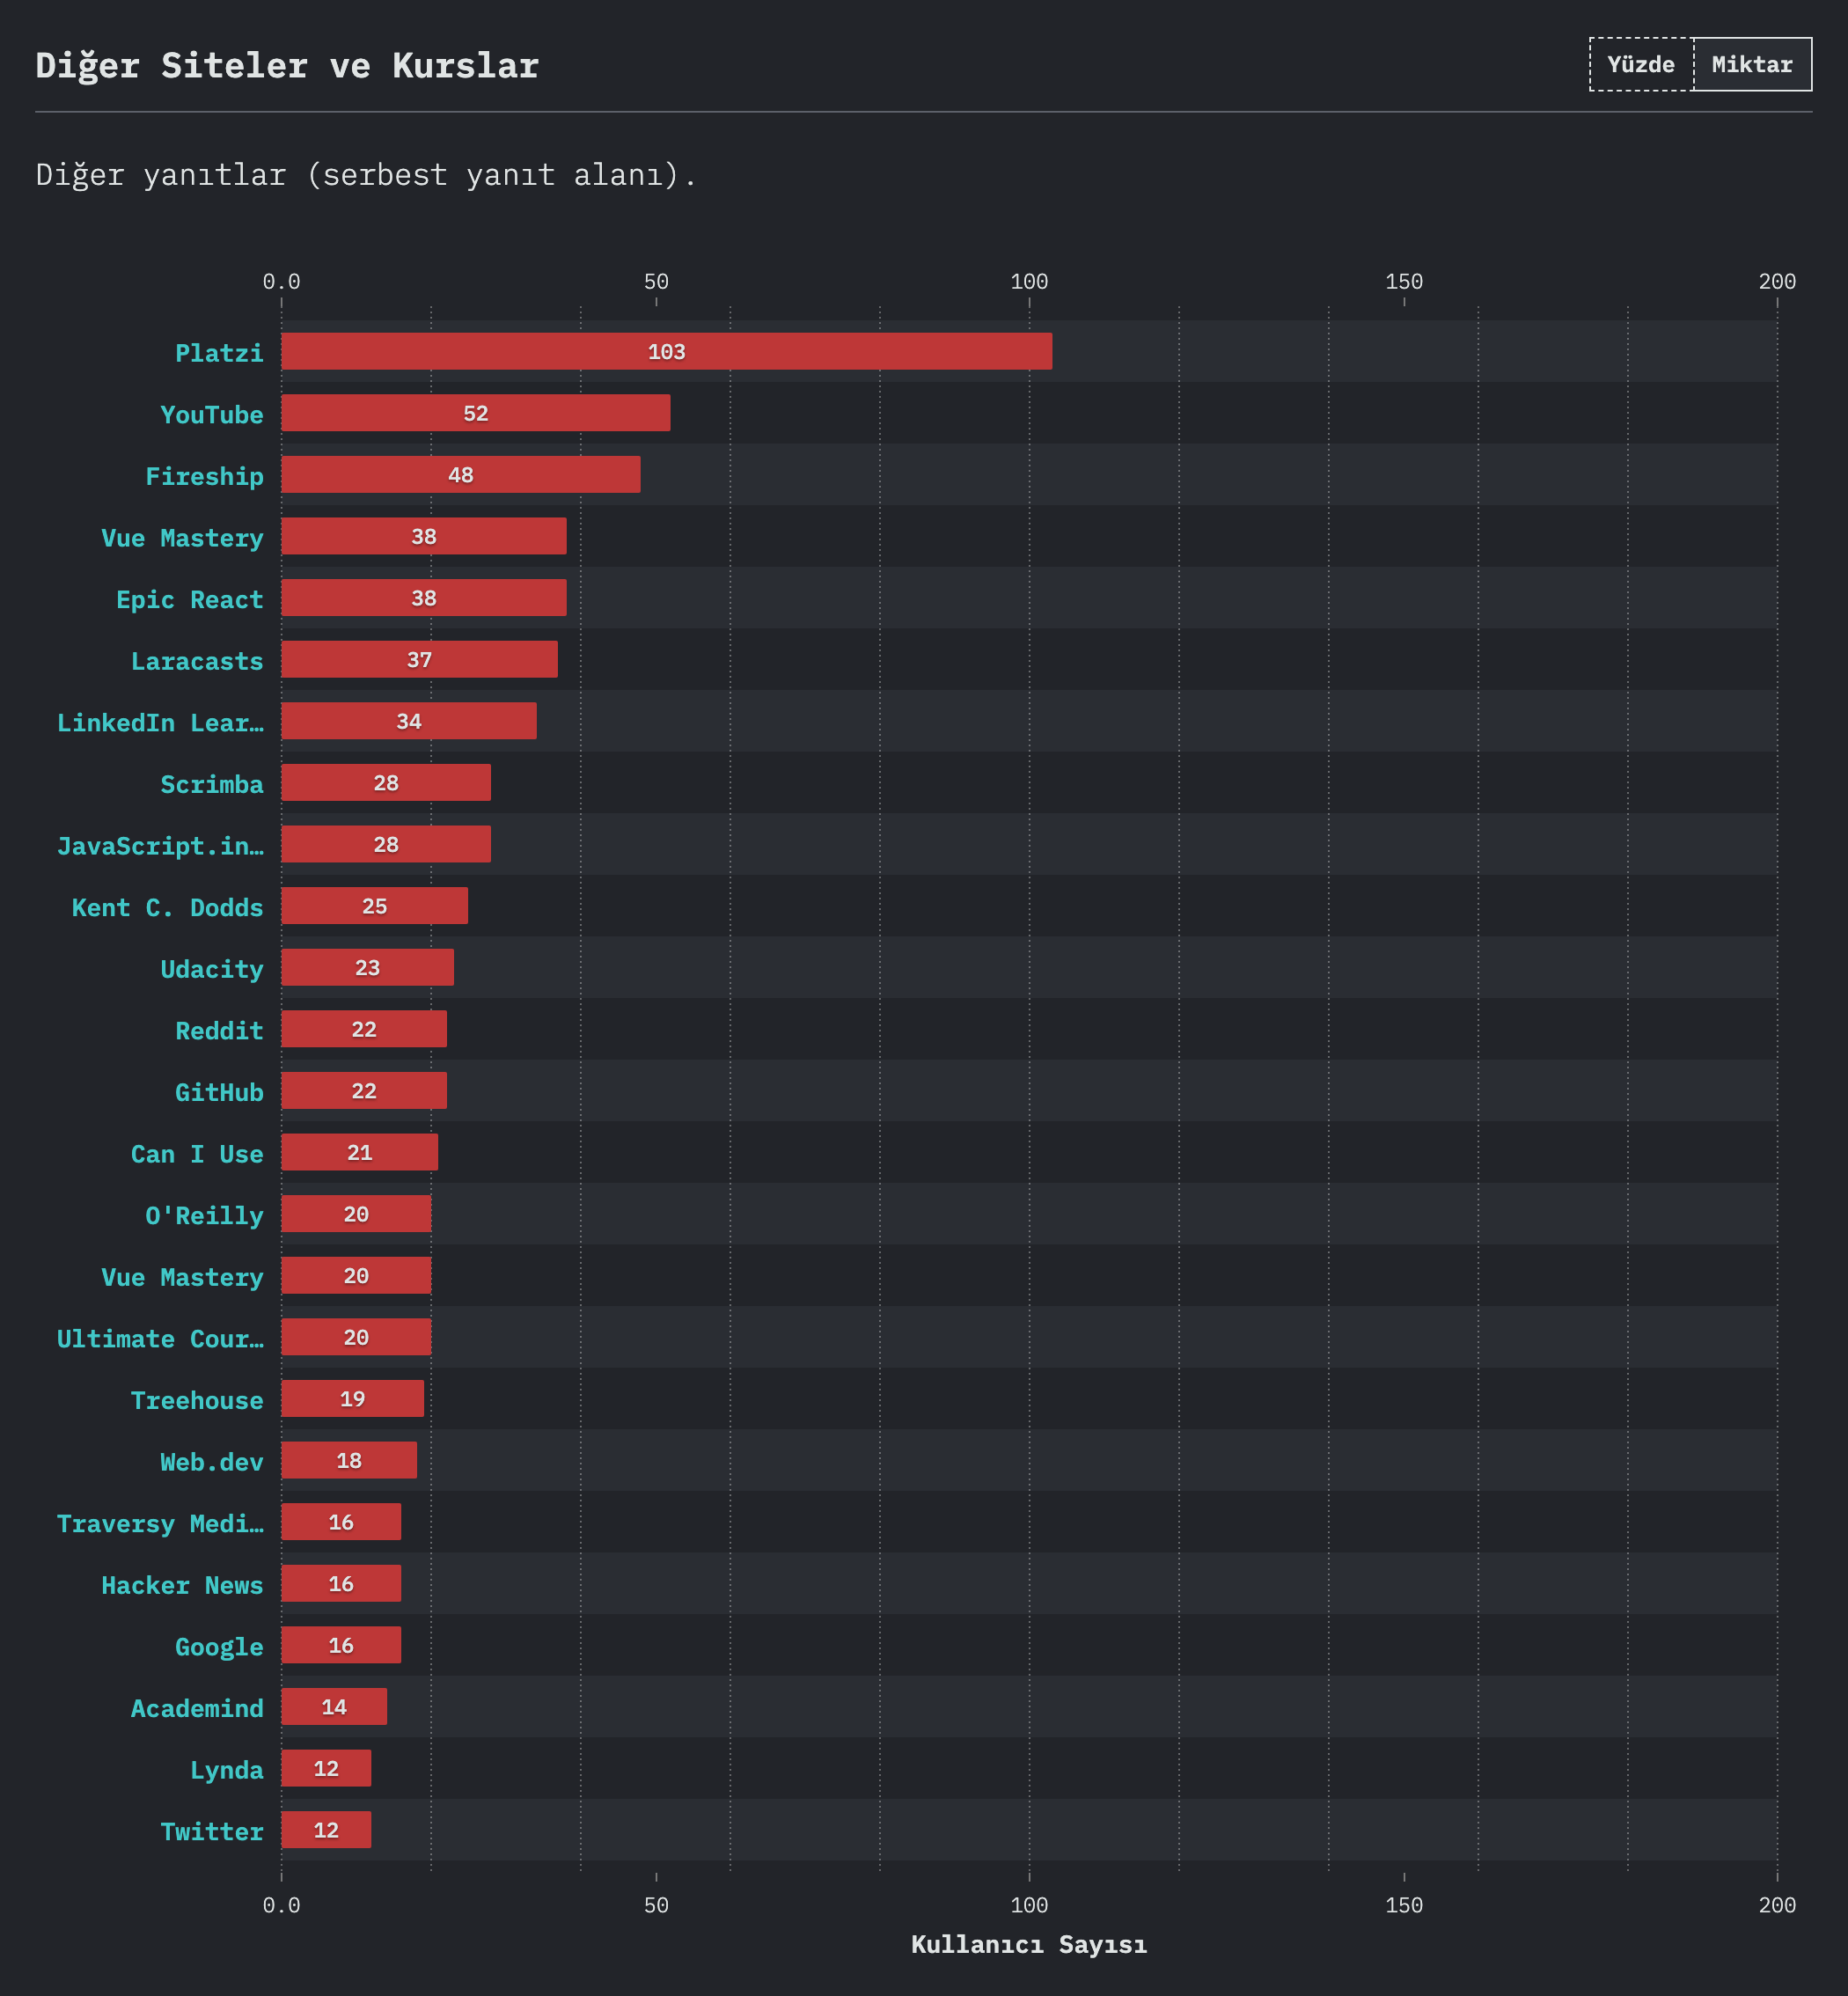 Diğer Siteler ve Kurslar
Yüzde Miktar
Diğer yanıtlar (serbest yanıt alanı).
0.0 50 100 150 200
Platzi 103
YouTube 52
Fireship 48
Vue Mastery 38
Epic React 38
Laracasts 37
LinkedIn Lear… 34
Scrimba 28
JavaScript.in… 28
Kent C. Dodds 25
Udacity 23
Reddit 22
GitHub 22
Can I Use 21
O'Reilly 20
Vue Mastery 20
Ultimate Cour… 20
Treehouse 19
Web.dev 18
Traversy Medi… 16
Hacker News 16
Google 16
Academind 14
Lynda 12
Twitter 12
0.0 50 100 150 200
Kullanıcı Sayısı